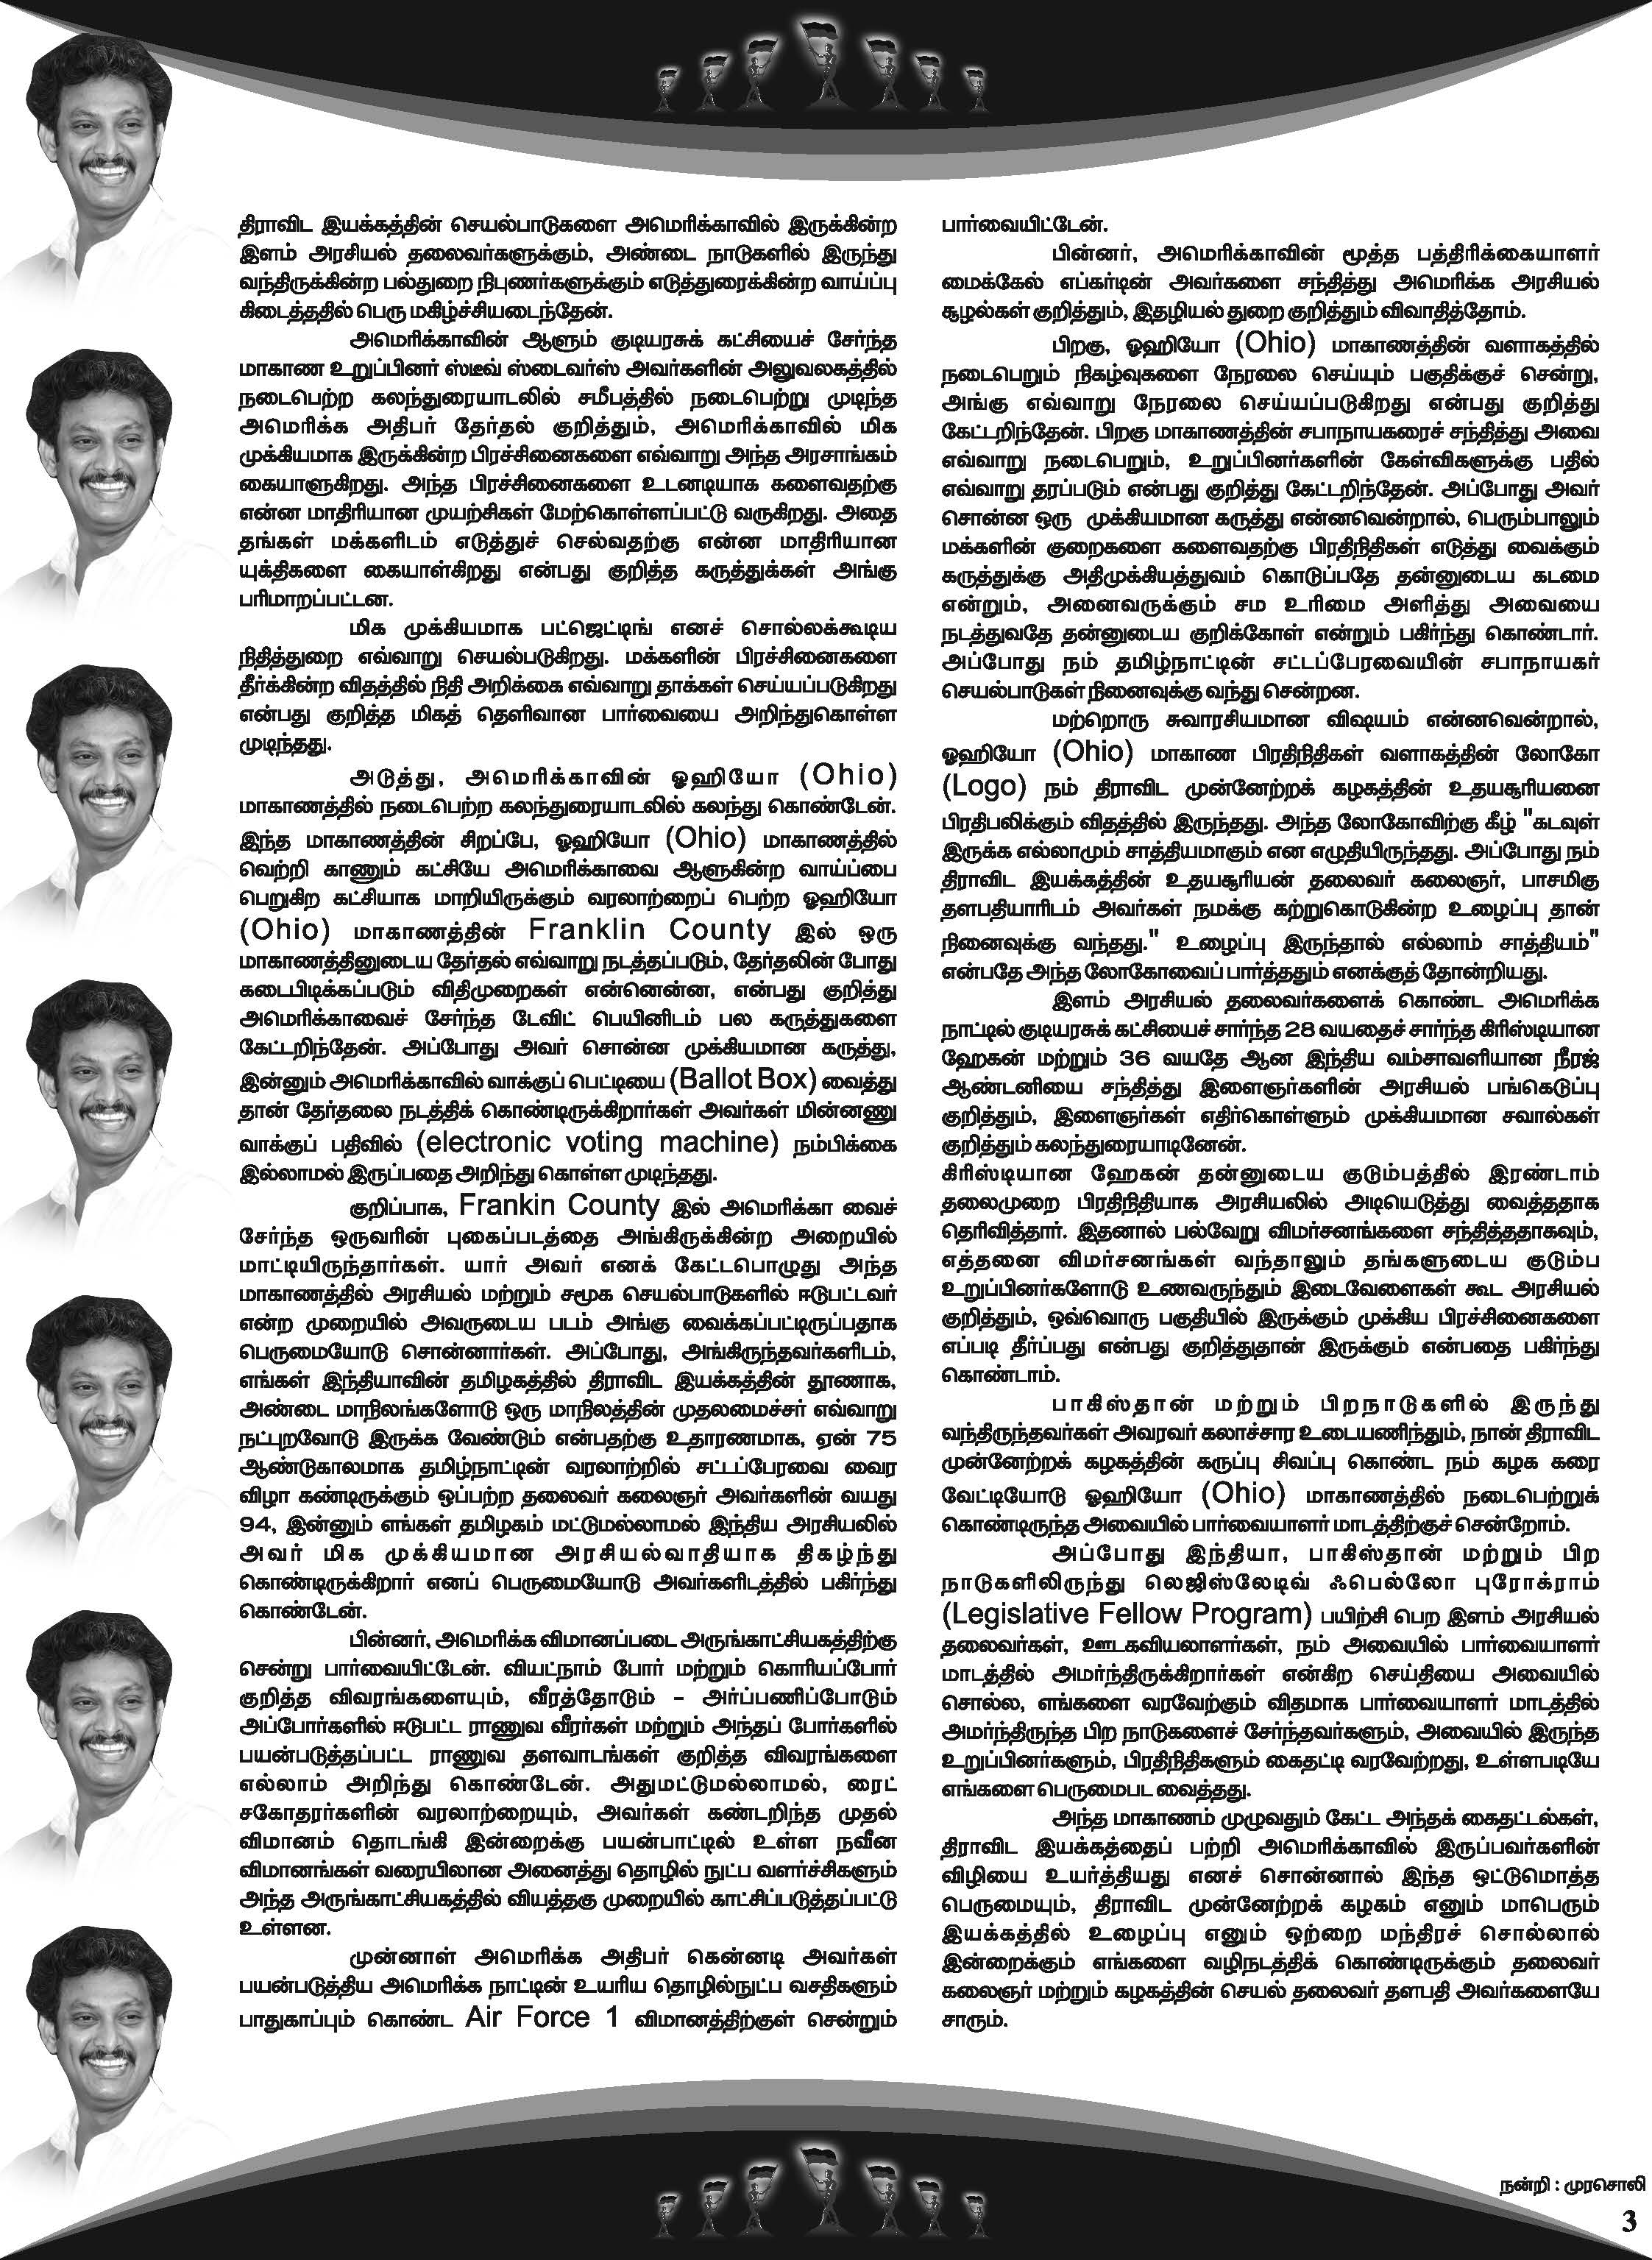 திராவிட இயக்கத்தின் செயல்பாடுகளை அமெரிக்காவில் இருக்கின்ற
இளம் அரசியல் தலைவர்களுக்கும், அண்டை நாடுகளில் இருந்து
வந்திருக்கின்ற பல்துறை நிபுணர்களுக்கும் எடுத்துரைக்கின்ற வாய்ப்பு
கிடைத்ததில் பெரு மகிழ்ச்சியடைந்தேன்.
அமெரிக்காவின் ஆளும் குடியரசுக் கட்சியைச் சேர்ந்த
மாகாண உறுப்பினர் ஸ்டீவ் ஸ்டைவர்ஸ் அவர்களின் அலுவலகத்தில்
நடைபெற்ற கலந்துரையாடலில் சமீபத்தில் நடைபெற்று முடிந்த
அமெரிக்க அதிபர் தேர்தல் குறித்தும், அமெரிக்காவில் மிக
முக்கியமாக இருக்கின்ற பிரச்சினைகளை எவ்வாறு அந்த அரசாங்கம்
கையாளுகிறது. அந்த பிரச்சினைகளை உடனடியாக களைவதற்கு
என்ன மாதிரியான முயற்சிகள் மேற்கொள்ளப்பட்டு வருகிறது. அதை
தங்கள் மக்களிடம் எடுத்துச் செல்வதற்கு என்ன மாதிரியான
யுக்திகளை கையாள்கிறது என்பது குறித்த கருத்துக்கள் அங்கு
பரிமாறப்பட்டன.
மிக முக்கியமாக பட்ஜெட்டிங் எனச் சொல்லக்கூடிய
நிதித்துறை எவ்வாறு செயல்படுகிறது. மக்களின் பிரச்சினைகளை
தீர்க்கின்ற விதத்தில் நிதி அறிக்கை எவ்வாறு தாக்கள் செய்யப்படுகிறது
என்பது குறித்த மிகத் தெளிவான பார்வையை அறிந்துகொள்ள
முடிந்தது.
அடுத்து, அமெரிக்காவின் ஓஹியோ (Ohio)
மாகாணத்தில் நடைபெற்ற கலந்துரையாடலில் கலந்து கொண்டேன்.
இந்த மாகாணத்தின் சிறப்பே, ஓஹியோ (Ohio) மாகாணத்தில்
வெற்றி காணும் கட்சியே அமெரிக்காவை ஆளுகின்ற வாய்ப்பை
பெறுகிற கட்சியாக மாறியிருக்கும் வரலாற்றைப் பெற்ற ஓஹியோ
(Ohio) மாகாணத்தின் Franklin County இல் ஒரு
மாகாணத்தினுடைய தேர்தல் எவ்வாறு நடத்தப்படும், தேர்தலின் போது
கடைபிடிக்கப்படும் விதிமுறைகள் என்னென்ன, என்பது குறித்து
அமெரிக்காவைச் சேர்ந்த டேவிட் பெயினிடம் பல கருத்துகளை
கேட்டறிந்தேன். அப்போது அவர் சொன்ன முக்கியமான கருத்து,
இன்னும் அமெரிக்காவில் வாக்குப் பெட்டியை (Ballot Box) வைத்து
தான் தேர்தலை நடத்திக் கொண்டிருக்கிறார்கள் அவர்கள் மின்னணு
வாக்குப் பதிவில் (electronic voting machine) நம்பிக்கை
இல்லாமல் இருப்பதை அறிந்து கொள்ள முடிந்தது.
குறிப்பாக, Frankin County இல் அமெரிக்கா வைச்
சேர்ந்த ஒருவரின் புகைப்படத்தை அங்கிருக்கின்ற அறையில்
மாட்டியிருந்தார்கள். யார் அவர் எனக் கேட்டபொழுது அந்த
மாகாணத்தில் அரசியல் மற்றும் சமூக செயல்பாடுகளில் ஈடுபட்டவர்
என்ற முறையில் அவருடைய படம் அங்கு வைக்கப்பட்டிருப்பதாக
பெருமையோடு சொன்னார்கள். அப்போது, அங்கிருந்தவர்களிடம்,
எங்கள் இந்தியாவின் தமிழகத்தில் திராவிட இயக்கத்தின் தூணாக,
அண்டை மாநிலங்களோடு ஒரு மாநிலத்தின் முதலமைச்சர் எவ்வாறு
நட்புறவோடு இருக்க வேண்டும் என்பதற்கு உதாரணமாக, ஏன் 75
ஆண்டுகாலமாக தமிழ்நாட்டின் வரலாற்றில் சட்டப்பேரவை வைர
விழா கண்டிருக்கும் ஒப்பற்ற தலைவர் கலைஞர் அவர்களின் வயது
94, இன்னும் எங்கள் தமிழகம் மட்டுமல்லாமல் இந்திய அரசியலில்
அவர் மிக முக்கியமான அரசியல்வாதியாக திகழ்ந்து
கொண்டிருக்கிறார் எனப் பெருமையோடு அவர்களிடத்தில் பகிர்ந்து
கொண்டேன்.
பின்னர், அமெரிக்க விமானப்படை அருங்காட்சியகத்திற்கு
சென்று பார்வையிட்டேன். வியட்நாம் போர் மற்றும் கொரியப்போர்
குறித்த விவரங்களையும், வீரத்தோடும் – அர்ப்பணிப்போடும்
அப்போர்களில் ஈடுபட்ட ராணுவ வீரர்கள் மற்றும் அந்தப் போர்களில்
பயன்படுத்தப்பட்ட ராணுவ தளவாடங்கள் குறித்த விவரங்களை
எல்லாம் அறிந்து கொண்டேன். அதுமட்டுமல்லாமல், ரைட்
சகோதரர்களின் வரலாற்றையும், அவர்கள் கண்டறிந்த முதல்
விமானம் தொடங்கி இன்றைக்கு பயன்பாட்டில் உள்ள நவீன
விமானங்கள் வரையிலான அனைத்து தொழில் நுட்ப வளர்ச்சிகளும்
அந்த அருங்காட்சியகத்தில் வியத்தகு முறையில் காட்சிப்படுத்தப்பட்டு
உள்ளன.
முன்னாள் அமெரிக்க அதிபர் கென்னடி அவர்கள்
பயன்படுத்திய அமெரிக்க நாட்டின் உயரிய தொழில்நுட்ப வசதிகளும்
பாதுகாப்பும் கொண்ட Air Force 1 விமானத்திற்குள் சென்றும்
பார்வையிட்டேன்.
பின்னர், அமெரிக்காவின் மூத்த பத்திரிக்கையாளர்
மைக்கேல் எப்கர்டின் அவர்களை சந்தித்து அமெரிக்க அரசியல்
சூழல்கள் குறித்தும், இதழியல் துறை குறித்தும் விவாதித்தோம்.
பிறகு, ஓஹியோ (Ohio) மாகாணத்தின் வளாகத்தில்
நடைபெறும் நிகழ்வுகளை நேரலை செய்யும் பகுதிக்குச் சென்று,
அங்கு எவ்வாறு நேரலை செய்யப்படுகிறது என்பது குறித்து
கேட்டறிந்தேன். பிறகு மாகாணத்தின் சபாநாயகரைச் சந்தித்து அவை
எவ்வாறு நடைபெறும், உறுப்பினர்களின் கேள்விகளுக்கு பதில்
எவ்வாறு தரப்படும் என்பது குறித்து கேட்டறிந்தேன். அப்போது அவர்
சொன்ன ஒரு முக்கியமான கருத்து என்னவென்றால், பெரும்பாலும்
மக்களின் குறைகளை களைவதற்கு பிரதிநிதிகள் எடுத்து வைக்கும்
கருத்துக்கு அதிமுக்கியத்துவம் கொடுப்பதே தன்னுடைய கடமை
என்றும், அனைவருக்கும் சம உரிமை அளித்து அவையை
நடத்துவதே தன்னுடைய குறிக்கோள் என்றும் பகிர்ந்து கொண்டார்.
அப்போது நம் தமிழ்நாட்டின் சட்டப்பேரவையின் சபாநாயகர்
செயல்பாடுகள் நினைவுக்கு வந்து சென்றன.
மற்றொரு சுவாரசியமான விஷயம் என்னவென்றால்,
ஓஹியோ (Ohio) மாகாண பிரதிநிதிகள் வளாகத்தின் லோகோ
(Logo) நம் திராவிட முன்னேற்றக் கழகத்தின் உதயசூரியனை
பிரதிபலிக்கும் விதத்தில் இருந்தது. அந்த லோகோவிற்கு கீழ் "கடவுள்
இருக்க எல்லாமும் சாத்தியமாகும் என எழுதியிருந்தது. அப்போது நம்
திராவிட இயக்கத்தின் உதயசூரியன் தலைவர் கலைஞர், பாசமிகு
தளபதியாரிடம் அவர்கள் நமக்கு கற்றுகொடுகின்ற உழைப்பு தான்
நினைவுக்கு வந்தது." உழைப்பு இருந்தால் எல்லாம் சாத்தியம்"
என்பதே அந்த லோகோவைப் பார்த்ததும் எனக்குத் தோன்றியது.
இளம் அரசியல் தலைவர்களைக் கொண்ட அமெரிக்க
நாட்டில் குடியரசுக் கட்சியைச் சார்ந்த 28 வயதைச் சார்ந்த கிரிஸ்டியான
ஹேகன் மற்றும் 36 வயதே ஆன இந்திய வம்சாவளியான நீரஜ்
ஆண்டனியை சந்தித்து இளைஞர்களின் அரசியல் பங்கெடுப்பு
குறித்தும், இளைஞர்கள் எதிர்கொள்ளும் முக்கியமான சவால்கள்
குறித்தும் கலந்துரையாடினேன்.
கிரிஸ்டியான ஹேகன் தன்னுடைய குடும்பத்தில் இரண்டாம்
தலைமுறை பிரதிநிதியாக அரசியலில் அடியெடுத்து வைத்ததாக
தெரிவித்தார். இதனால் பல்வேறு விமர்சனங்களை சந்தித்ததாகவும்,
எத்தனை விமர்சனங்கள் வந்தாலும் தங்களுடைய குடும்ப
உறுப்பினர்களோடு உணவருந்தும் இடைவேளைகள் கூட அரசியல்
குறித்தும், ஒவ்வொரு பகுதியில் இருக்கும் முக்கிய பிரச்சினைகளை
எப்படி தீர்ப்பது என்பது குறித்துதான் இருக்கும் என்பதை பகிர்ந்து
கொண்டாம்.
பாகிஸ்தான் மற்றும் பிறநாடுகளில் இருந்து
வந்திருந்தவர்கள் அவரவர் கலாச்சார உடையணிந்தும், நான் திராவிட
முன்னேற்றக் கழகத்தின் கருப்பு சிவப்பு கொண்ட நம் கழக கரை
வேட்டியோடு ஓஹியோ (Ohio) மாகாணத்தில் நடைபெற்றுக்
கொண்டிருந்த அவையில் பார்வையாளர் மாடத்திற்குச் சென்றோம்.
அப்போது இந்தியா, பாகிஸ்தான் மற்றும் பிற
நாடுகளிலிருந்து லெஜிஸ்லேடிவ் ஃபெல்லோ புரோக்ராம்
(Legislative Fellow Program) பயிற்சி பெற இளம் அரசியல்
தலைவர்கள், ஊடகவியலாளர்கள், நம் அவையில் பார்வையாளர்
மாடத்தில் அமர்ந்திருக்கிறார்கள் என்கிற செய்தியை அவையில்
சொல்ல, எங்களை வரவேற்கும் விதமாக பார்வையாளர் மாடத்தில்
அமர்ந்திருந்த பிற நாடுகளைச் சேர்ந்தவர்களும், அவையில் இருந்த
உறுப்பினர்களும், பிரதிநிதிகளும் கைதட்டி வரவேற்றது, உள்ளபடியே
எங்களை பெருமைபட வைத்தது.
அந்த மாகாணம் முழுவதும் கேட்ட அந்தக் கைதட்டல்கள்,
திராவிட இயக்கத்தைப் பற்றி அமெரிக்காவில் இருப்பவர்களின்
விழியை உயர்த்தியது எனச் சொன்னால் இந்த ஒட்டுமொத்த
பெருமையும், திராவிட முன்னேற்றக் கழகம் எனும் மாபெரும்
இயக்கத்தில் உழைப்பு எனும் ஒற்றை மந்திரச் சொல்லால்
இன்றைக்கும் எங்களை வழிநடத்திக் கொண்டிருக்கும் தலைவர்
கலைஞர் மற்றும் கழகத்தின் செயல் தலைவர் தளபதி அவர்களையே
சாரும்.
நன்றி : முரசொலி
3